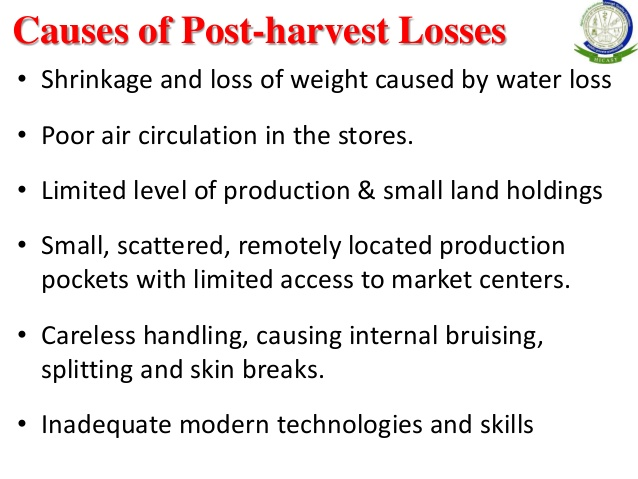 Causes of Post-harvest Losses
• Shrinkage and loss of weight caused by water loss
• Poor air circulation in the stores.
• Limited level of production & small land holdings
• Small, scattered, remotely located production
pockets with limited access to market centers.
• Careless handling, causing internal bruising,
splitting and skin breaks.
• Inadequate modern technologies and skills